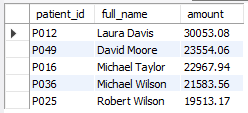 patient_id full_name amount
P012 Laura Davis 30053.08
P049 David Moore 23554.06
P016 Michael Taylor 22967.94
P036 Michael Wilson 21583.56
P025 Robert Wilson 19513.17